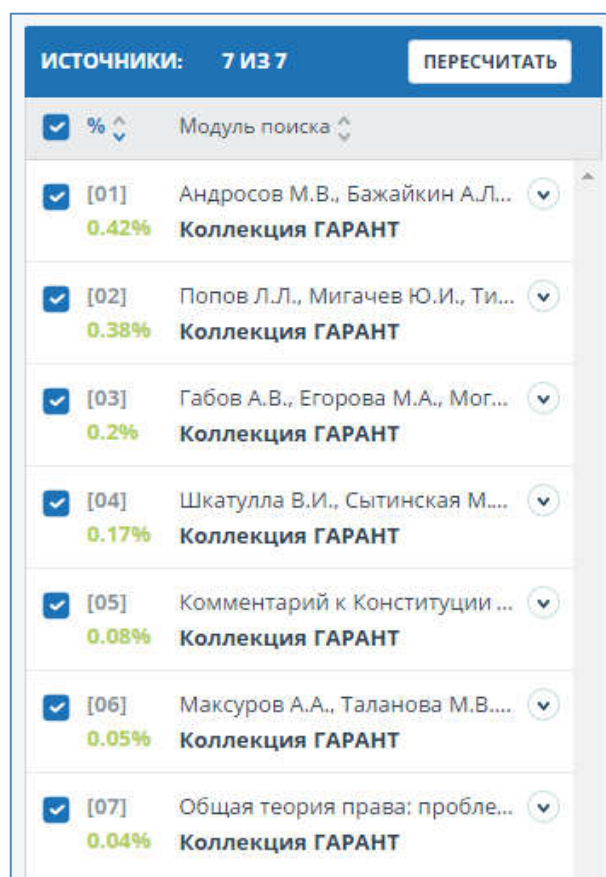 ИСТОЧНИКИ: 7 ИЗ 7 ПЕРЕСЧИТАТЬ
% Модуль поиска
[01] Андросов М.В., Бажайкин А.Л...
0.42% Коллекция ГАРАНТ
[02] Попов Л.Л., Мигачев Ю.И., Ти...
0.38% Коллекция ГАРАНТ
[03] Габов А.В., Егорова М.А., Мог...
0.2% Коллекция ГАРАНТ
[04] Шкатулла В.И., Сытинская М....
0.17% Коллекция ГАРАНТ
[05] Комментарий к Конституции ...
0.08% Коллекция ГАРАНТ
[06] Максуров А.А., Таланова М.В....
0.05% Коллекция ГАРАНТ
[07] Общая теория права: пробле...
0.04% Коллекция ГАРАНТ